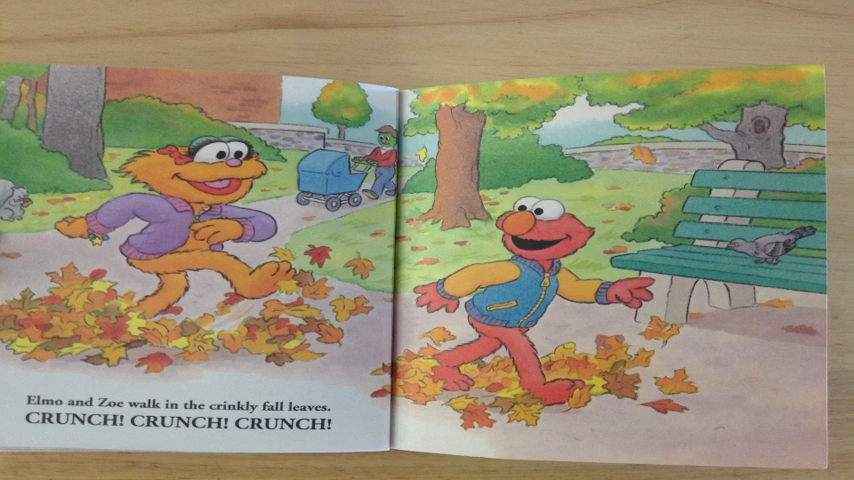 Elmo and Zoe walk in the crinkly fall leaves.
CRUNCH! CRUNCH! CRUNCH!